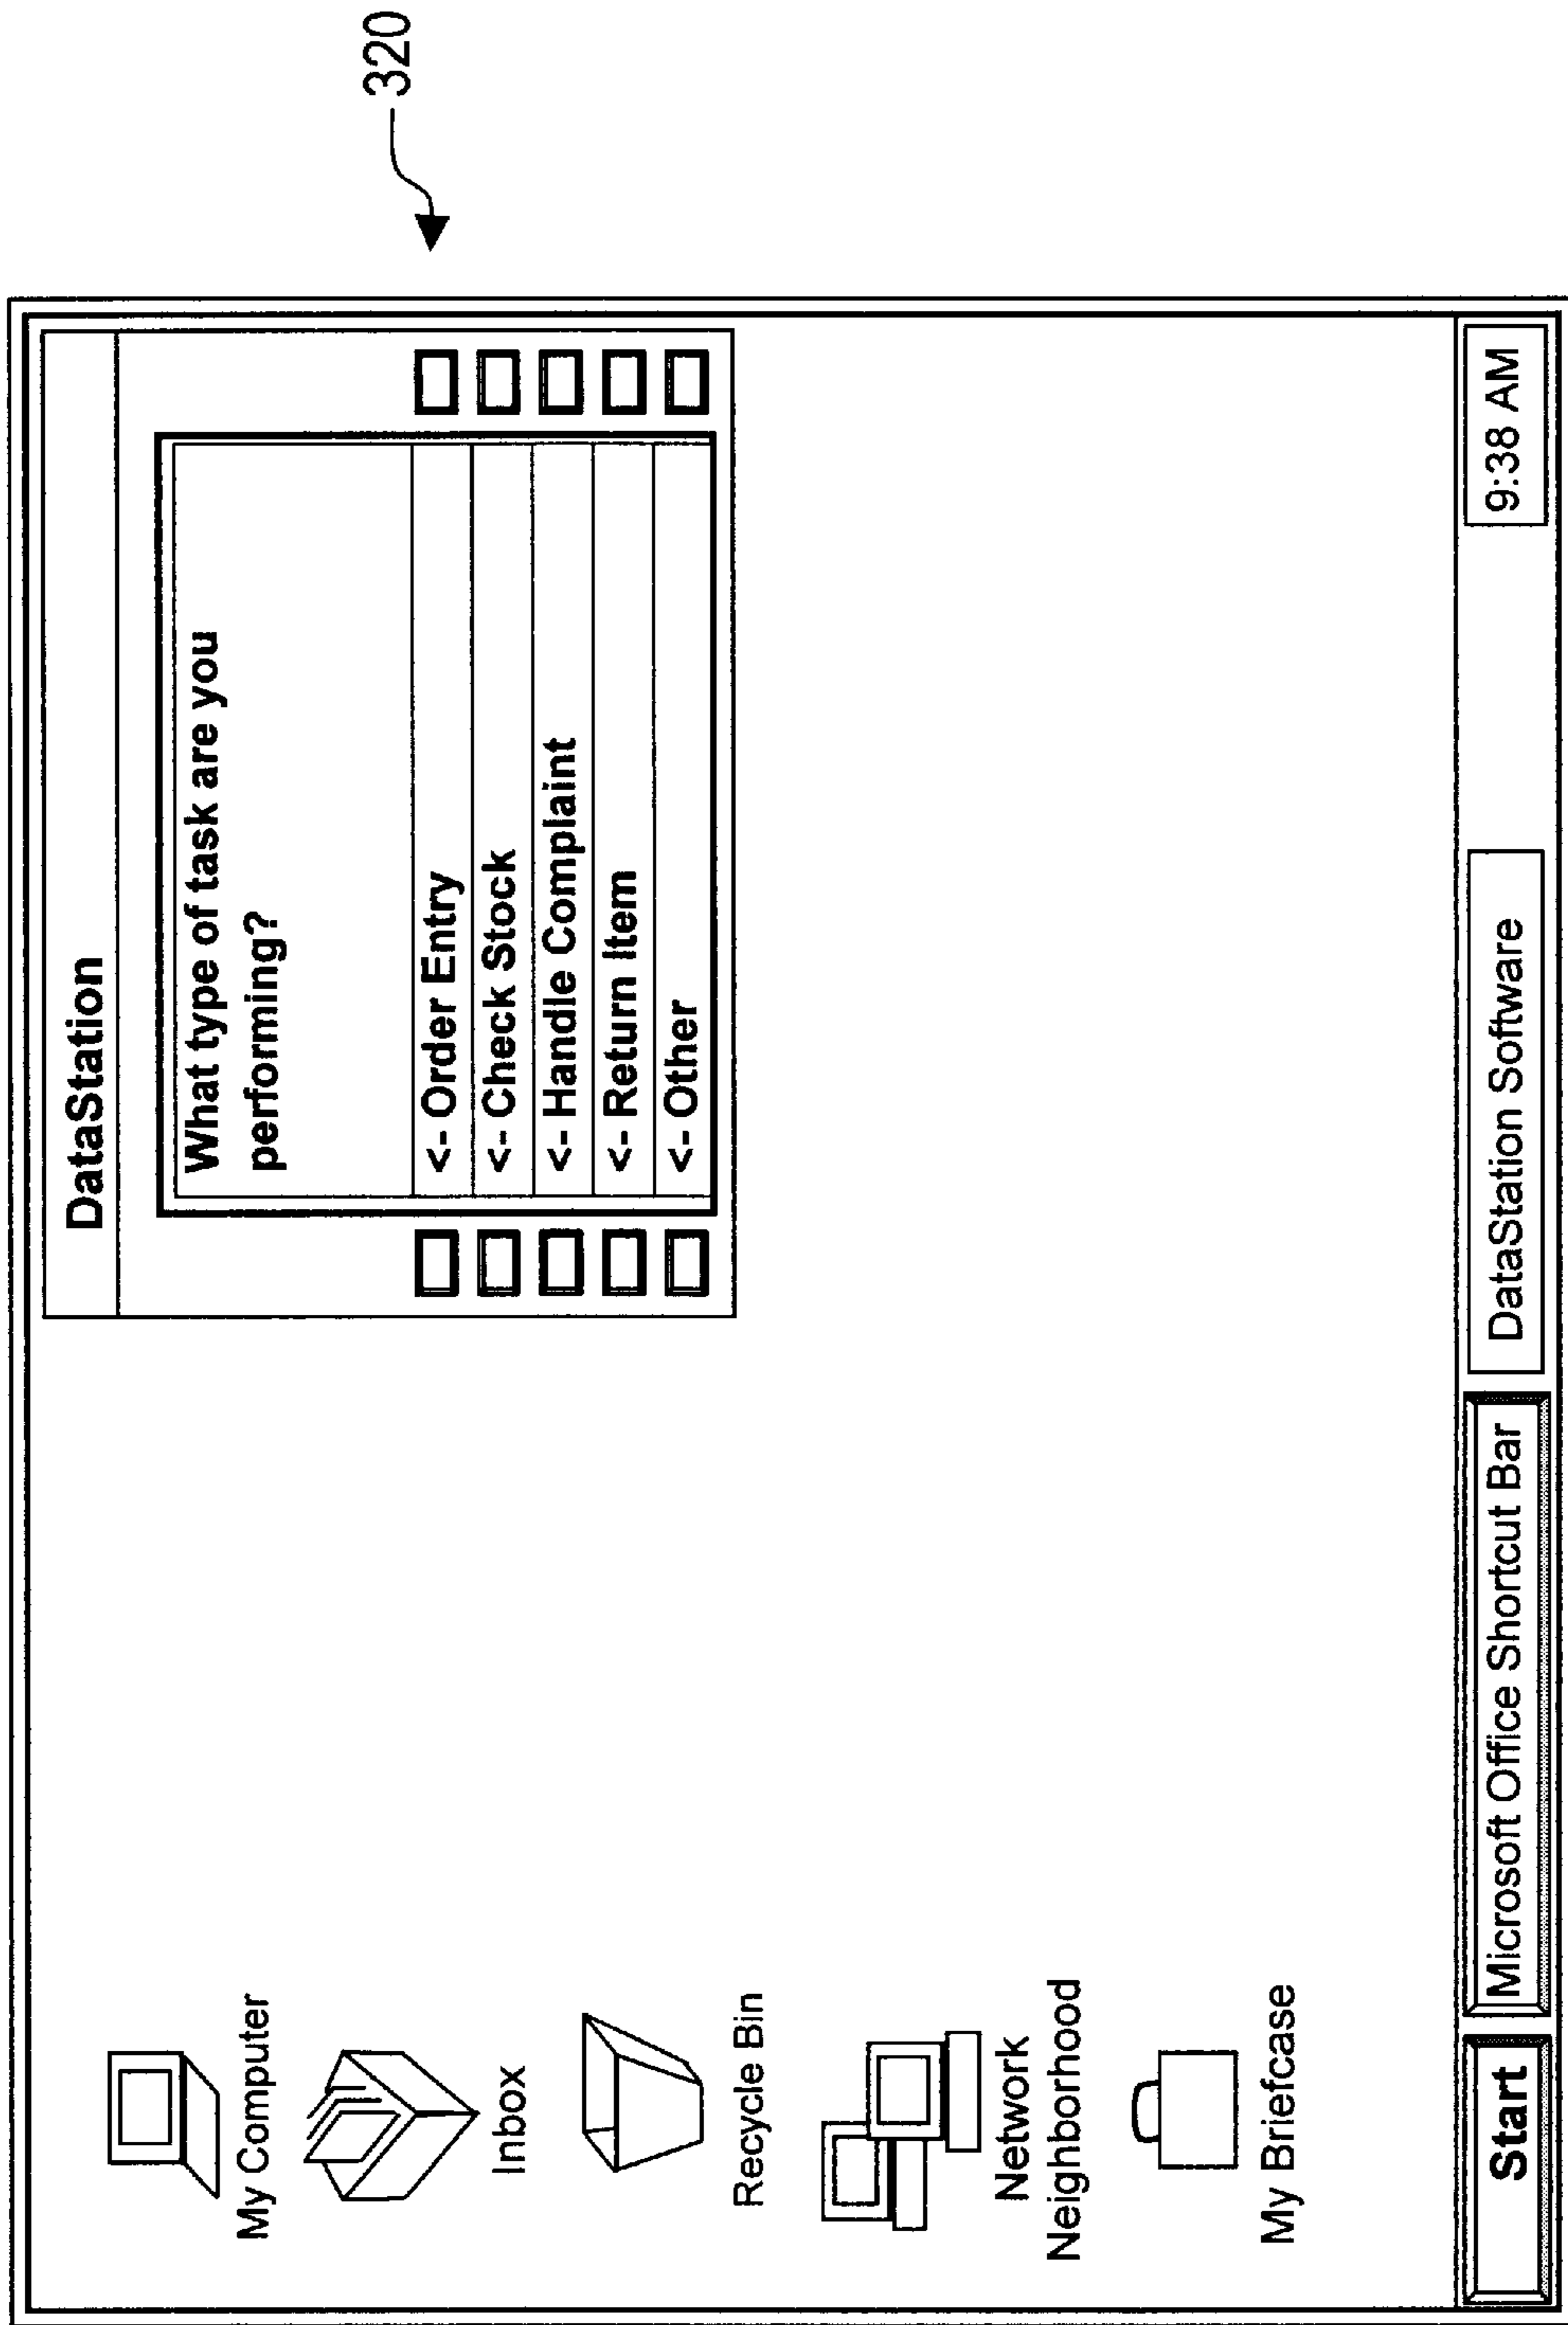 320
DataStation
What type of task are you
performing?
<- Order Entry
<- Check Stock
<- Handle Complaint
<- Return Item
<- Other
My Computer
Inbox
Recycle Bin
Network
Neighborhood
My Briefcase
Start
Microsoft Office Shortcut Bar
DataStation Software
9:38 AM